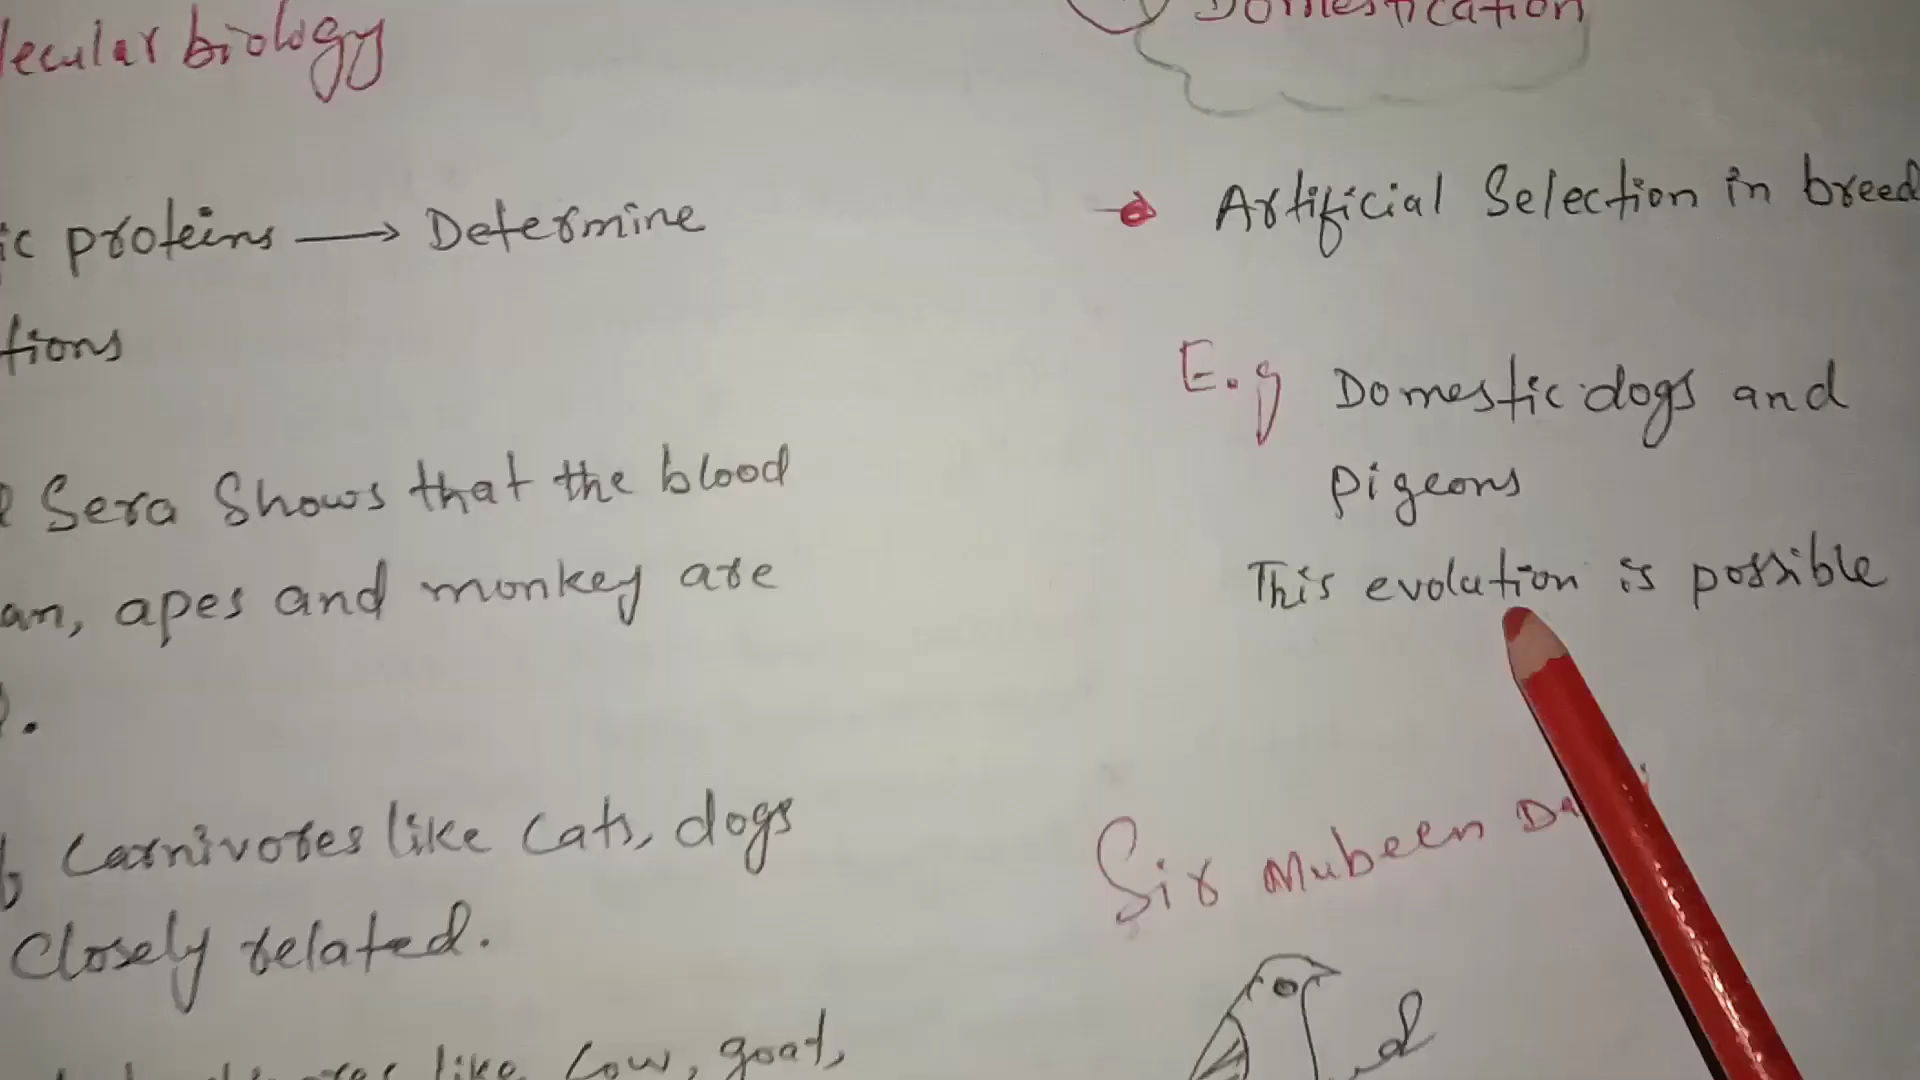 lecular biology
ic proteins → Determine
tions
Sera Shows that the blood
an, apes and monkey are
Carnivores like Cats, dogs
Closely related.
like Cow, goat,
Domestication
Artificial Selection in breed
E.g Domestic dogs and
pigeons
This evolution is possible
Sir Mubeen